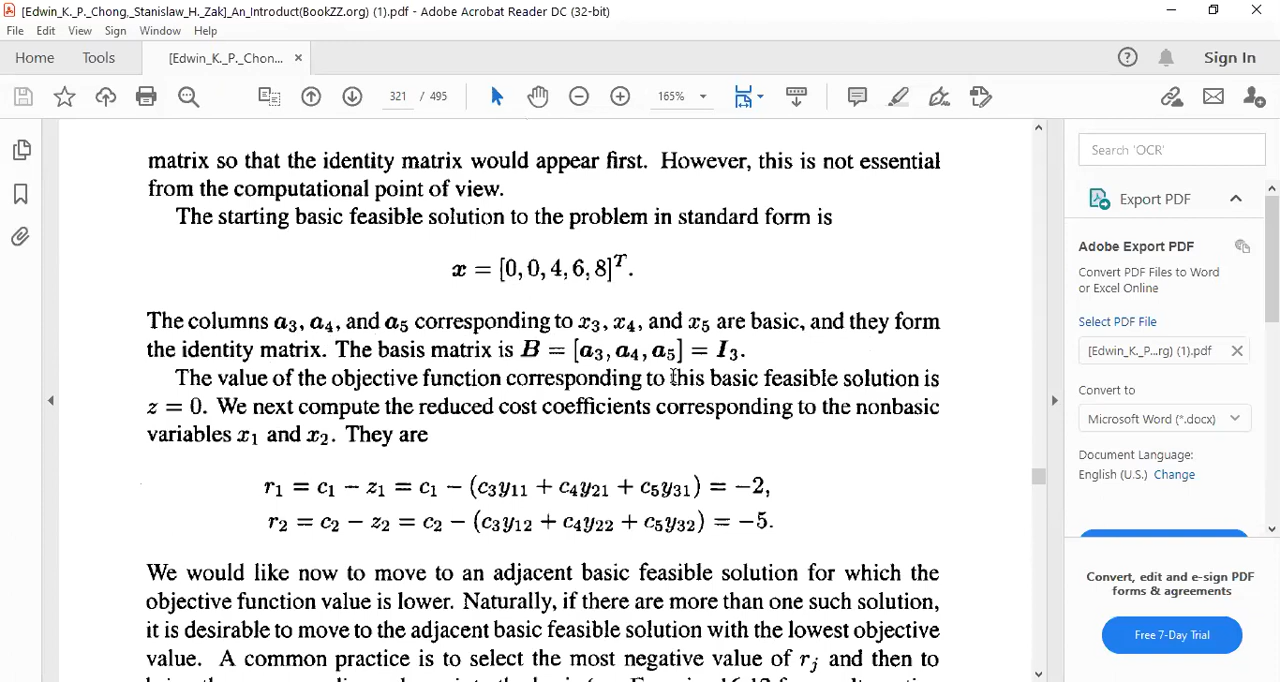 [Edwin_K._P._Chong,_Stanislaw_H._Zak]_An_Introduct(BookZZ.org) (1).pdf - Adobe Acrobat Reader DC (32-bit)
File Edit View Sign Window Help
Home Tools [Edwin_K._P_Chon... × Sign In
321 / 495 165%
matrix so that the identity matrix would appear first. However, this is not essential
from the computational point of view.
The starting basic feasible solution to the problem in standard form is
x = [0, 0, 4, 6, 8]ᵀ.
The columns a₃, a₄, and a₅ corresponding to x₃, x₄, and x₅ are basic, and they form
the identity matrix. The basis matrix is B = [a₃, a₄, a₅] = I₃.
The value of the objective function corresponding to this basic feasible solution is
z = 0. We next compute the reduced cost coefficients corresponding to the nonbasic
variables x₁ and x₂. They are
r₁ = c₁ − z₁ = c₁ − (c₃y₁₁ + c₄y₂₁ + c₅y₃₁) = −2,
r₂ = c₂ − z₂ = c₂ − (c₃y₁₂ + c₄y₂₂ + c₅y₃₂) = −5.
We would like now to move to an adjacent basic feasible solution for which the
objective function value is lower. Naturally, if there are more than one such solution,
it is desirable to move to the adjacent basic feasible solution with the lowest objective
value. A common practice is to select the most negative value of rⱼ and then to
Search 'OCR'
Export PDF
Adobe Export PDF
Convert PDF Files to Word
or Excel Online
Select PDF File
[Edwin_K._P...rg) (1).pdf
Convert to
Microsoft Word (*.docx)
Document Language:
English (U.S.) Change
Convert, edit and e-sign PDF
forms & agreements
Free 7-Day Trial